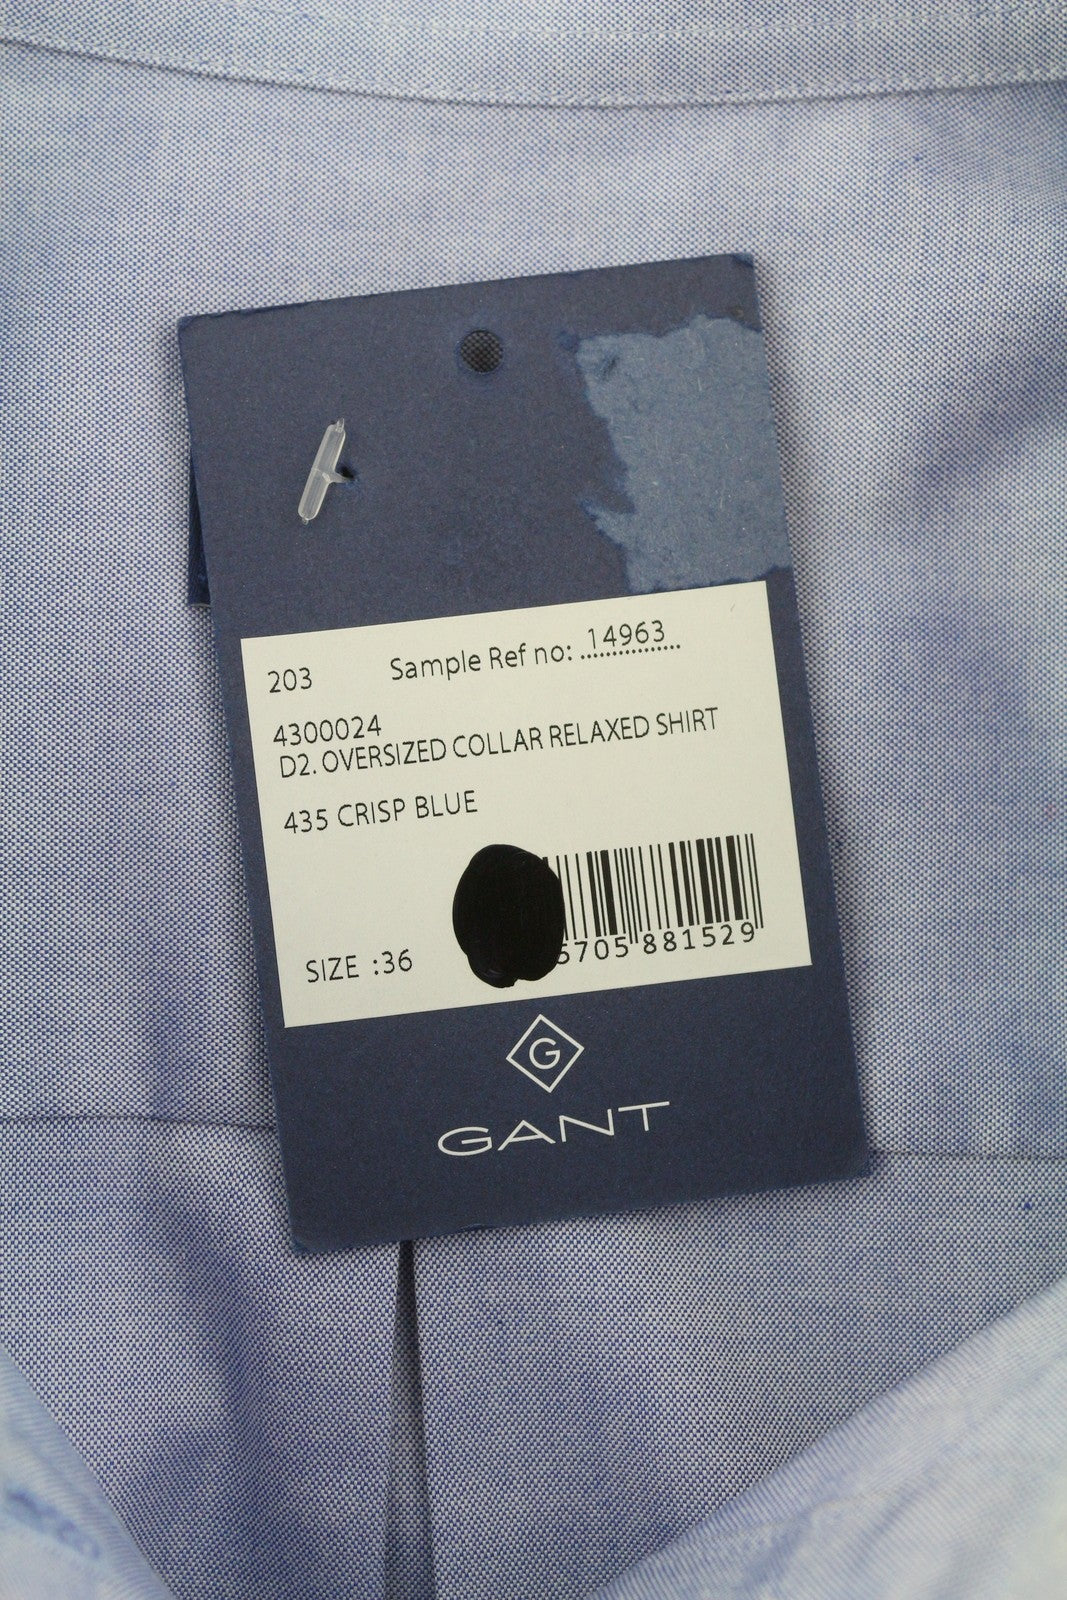 203 Sample Ref no: 14963
4300024
D2. OVERSIZED COLLAR RELAXED SHIRT
435 CRISP BLUE
5705 881529
SIZE :36
G
GANT